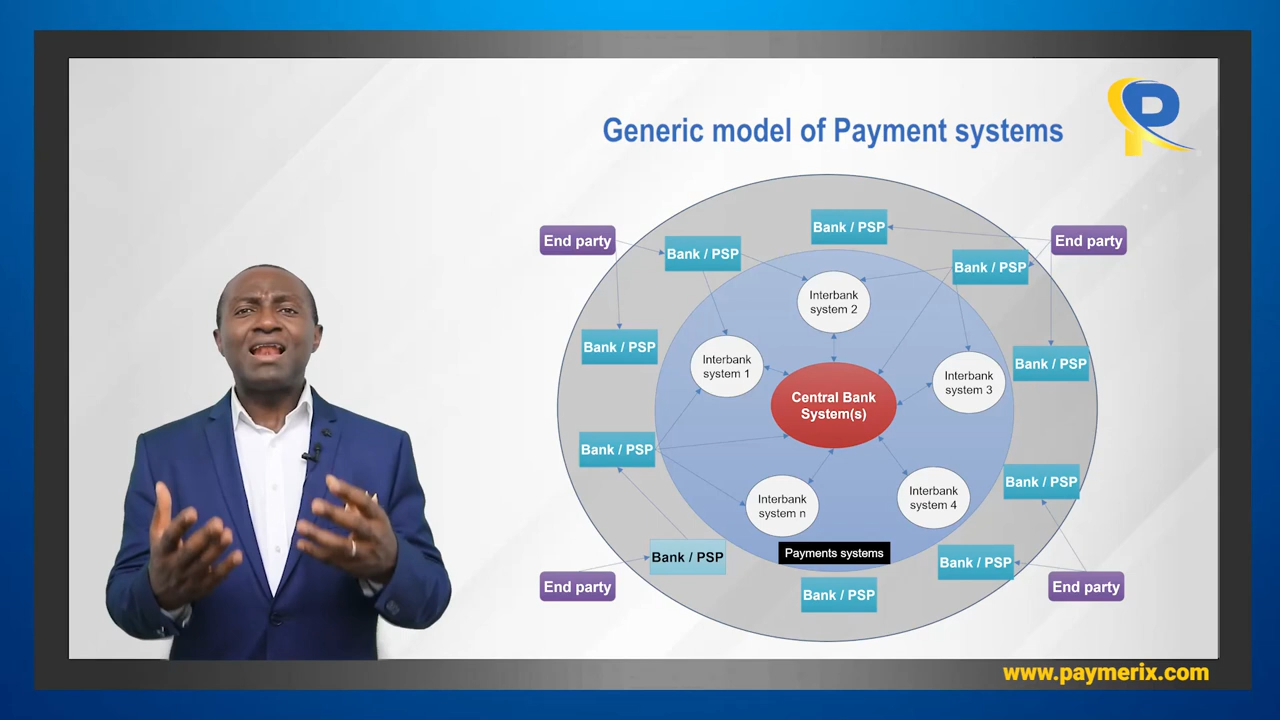 Generic model of Payment systems
Bank / PSP
End party
Bank / PSP
Bank / PSP
End party
Interbank
system 2
Bank / PSP
Interbank
system 1
Interbank
system 3
Bank / PSP
Central Bank
System(s)
Bank / PSP
Interbank
system n
Interbank
system 4
Bank / PSP
Payments systems
Bank / PSP
Bank / PSP
End party
Bank / PSP
End party
www.paymerix.com